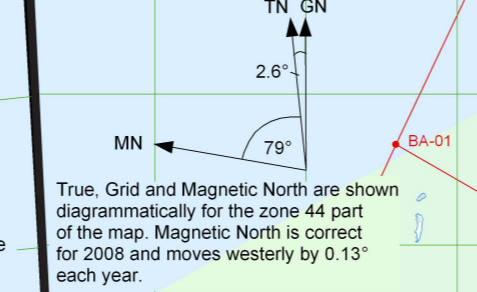 TN GN
2.6°
MN
79°
BA-01
True, Grid and Magnetic North are shown
diagrammatically for the zone 44 part
of the map. Magnetic North is correct
e
for 2008 and moves westerly by 0.13°
each year.